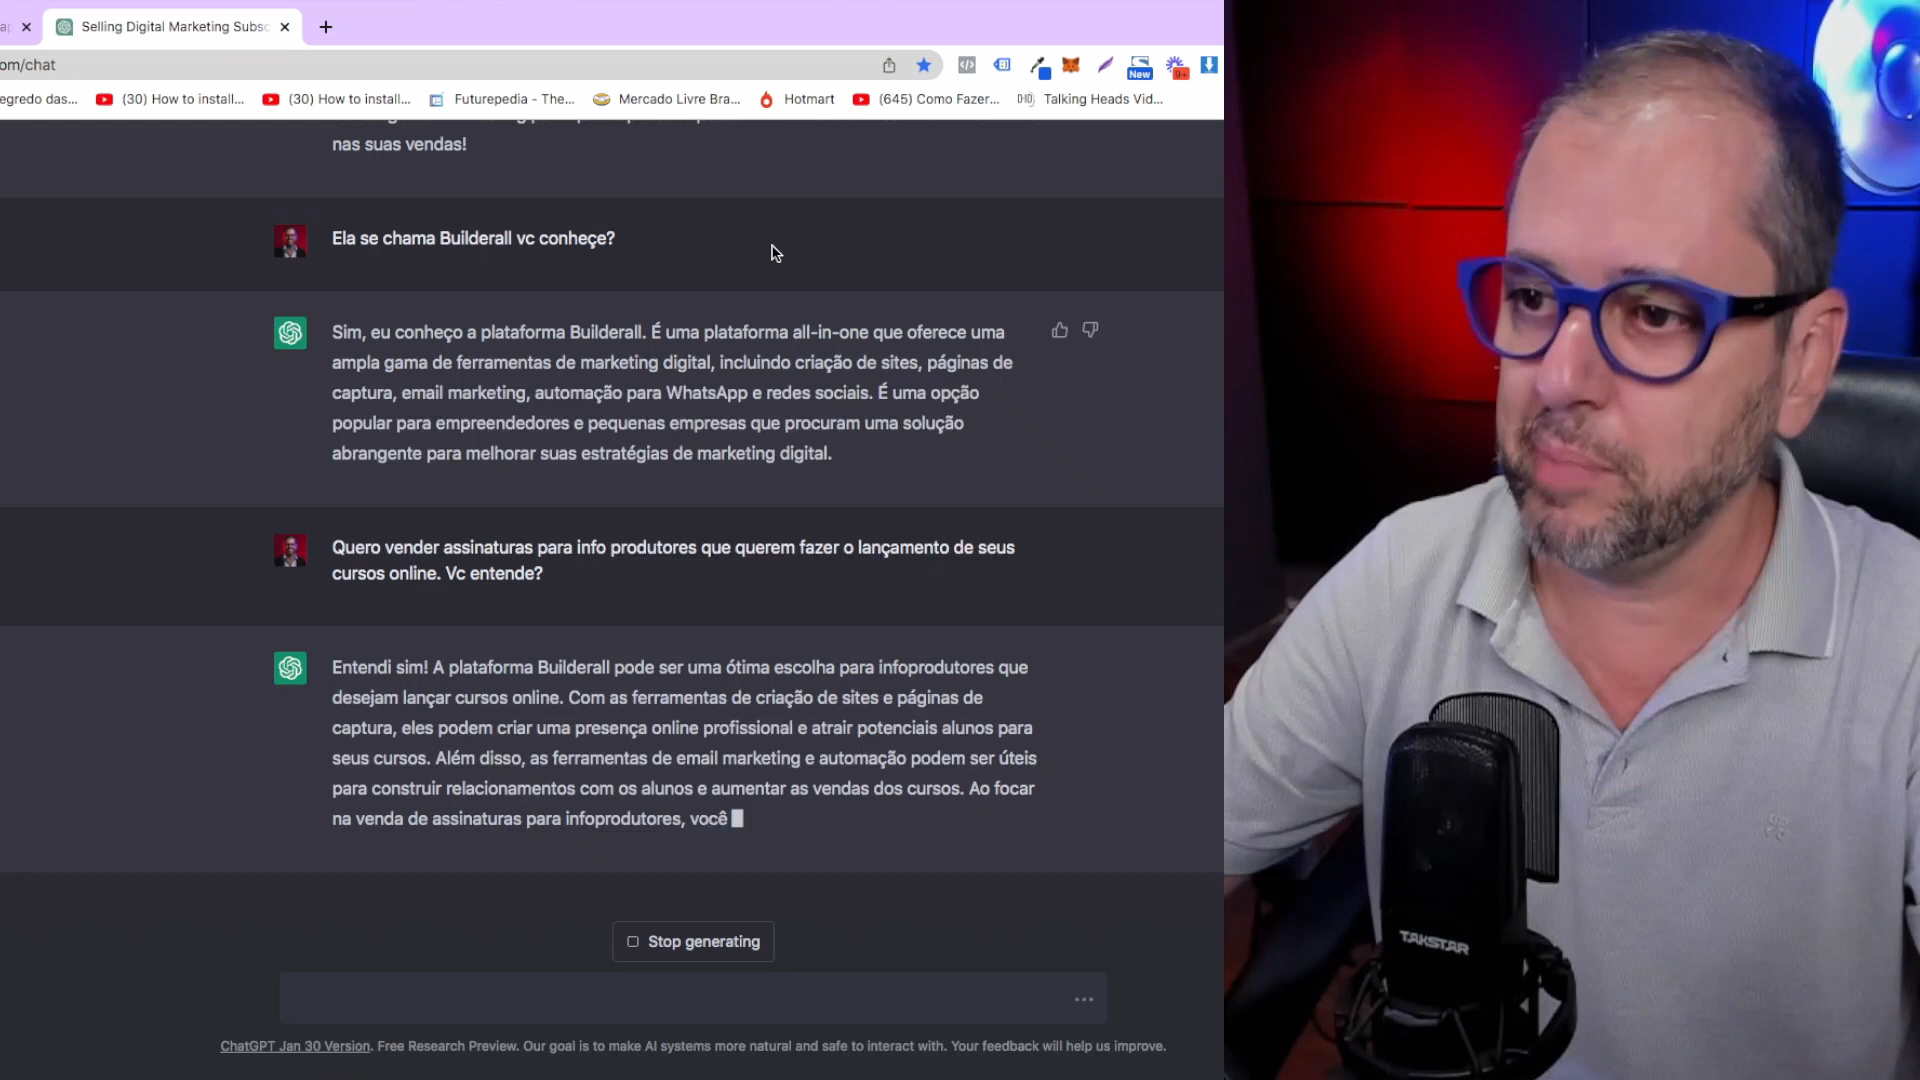 Selling Digital Marketing Subsc
om/chat
New
9+
egredo das...
(30) How to install...
(30) How to install...
Futurepedia - The...
Mercado Livre Bra...
Hotmart
(645) Como Fazer...
Talking Heads Vid...
nas suas vendas!
Ela se chama Builderall vc conheçe?
Sim, eu conheço a plataforma Builderall. É uma plataforma all-in-one que oferece uma
ampla gama de ferramentas de marketing digital, incluindo criação de sites, páginas de
captura, email marketing, automação para WhatsApp e redes sociais. É uma opção
popular para empreendedores e pequenas empresas que procuram uma solução
abrangente para melhorar suas estratégias de marketing digital.
Quero vender assinaturas para info produtores que querem fazer o lançamento de seus
cursos online. Vc entende?
Entendi sim! A plataforma Builderall pode ser uma ótima escolha para infoprodutores que
desejam lançar cursos online. Com as ferramentas de criação de sites e páginas de
captura, eles podem criar uma presença online profissional e atrair potenciais alunos para
seus cursos. Além disso, as ferramentas de email marketing e automação podem ser úteis
para construir relacionamentos com os alunos e aumentar as vendas dos cursos. Ao focar
na venda de assinaturas para infoprodutores, você
Stop generating
ChatGPT Jan 30 Version. Free Research Preview. Our goal is to make AI systems more natural and safe to interact with. Your feedback will help us improve.
TAKSTAR